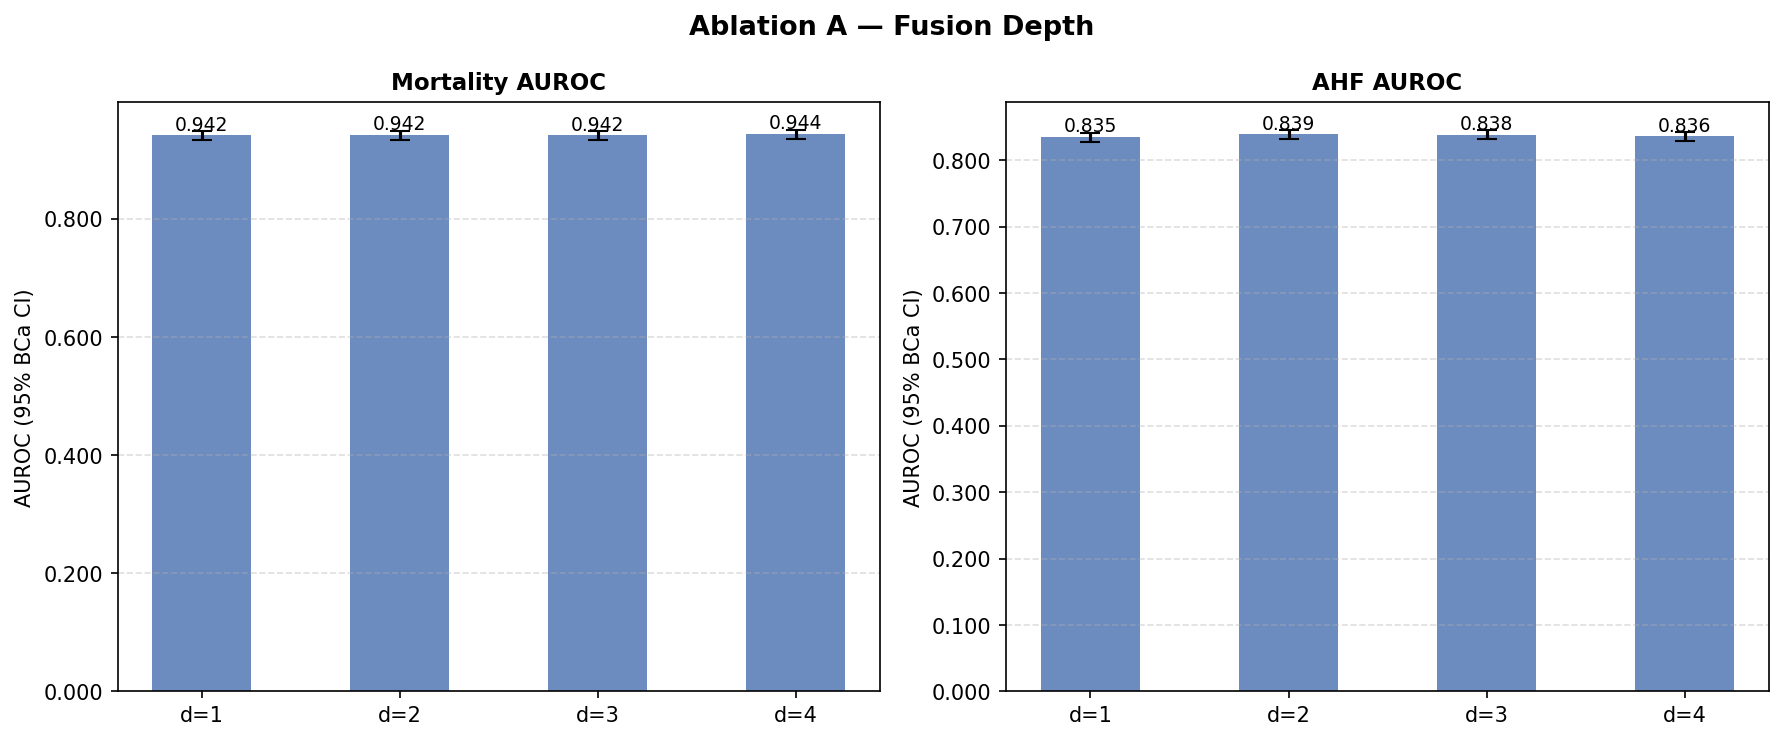 Ablation A — Fusion Depth
Mortality AUROC
AUROC (95% BCa CI)
0.800
0.600
0.400
0.200
0.000
0.942
0.942
0.942
0.944
d=1
d=2
d=3
d=4
AHF AUROC
AUROC (95% BCa CI)
0.800
0.700
0.600
0.500
0.400
0.300
0.200
0.100
0.000
0.835
0.839
0.838
0.836
d=1
d=2
d=3
d=4